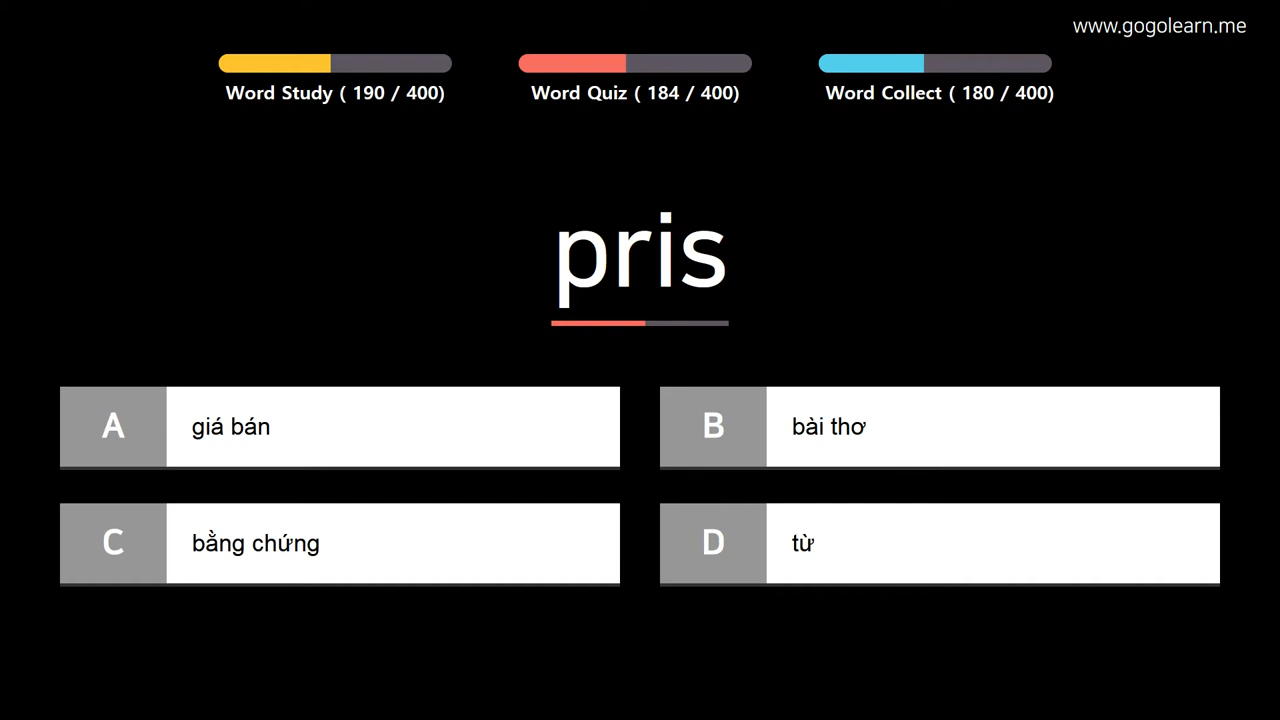 www.gogolearn.me
Word Study ( 190 / 400)
Word Quiz ( 184 / 400)
Word Collect ( 180 / 400)
pris
A giá bán
B bài thơ
C bằng chứng
D từ